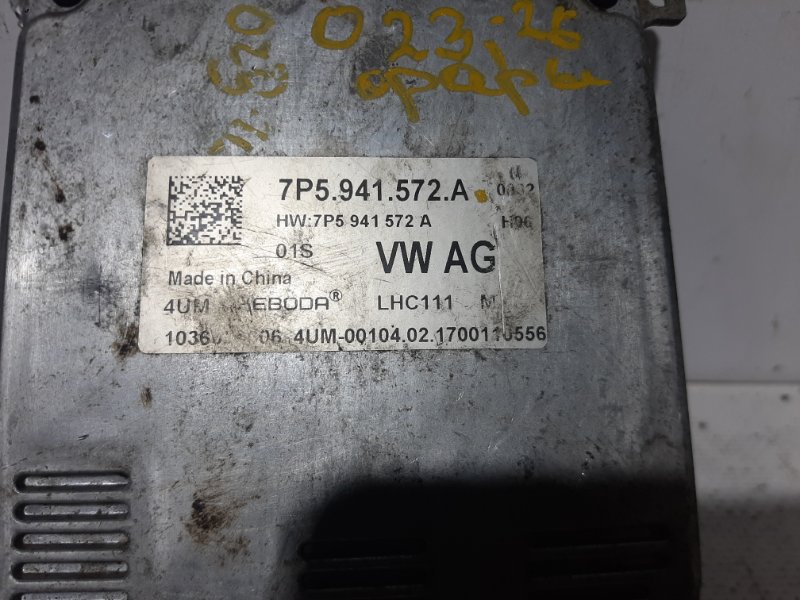 023-26
фары
7P5.941.572.A
HW:7P5 941 572 A H06
01S VW AG
Made in China
4UM LHC111 M
4UM-00104.02.1700110556